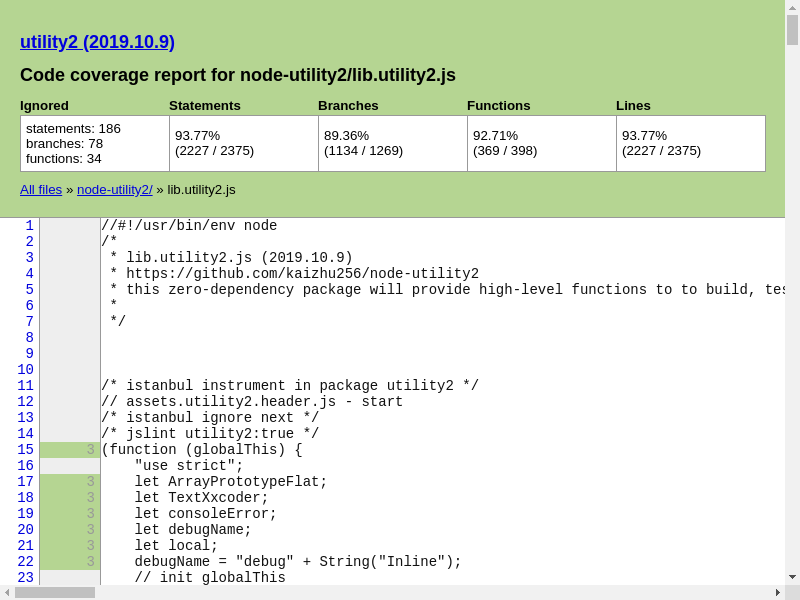 utility2 (2019.10.9)
Code coverage report for node-utility2/lib.utility2.js
Ignored Statements Branches Functions Lines
statements: 186
branches: 78
functions: 34
93.77%
(2227 / 2375)
89.36%
(1134 / 1269)
92.71%
(369 / 398)
93.77%
(2227 / 2375)
All files » node-utility2/ » lib.utility2.js
1 //#!/usr/bin/env node
2 /*
3  * lib.utility2.js (2019.10.9)
4  * https://github.com/kaizhu256/node-utility2
5  * this zero-dependency package will provide high-level functions to to build, tes
6  *
7  */
8
9
10
11 /* istanbul instrument in package utility2 */
12 // assets.utility2.header.js - start
13 /* istanbul ignore next */
14 /* jslint utility2:true */
15 3 (function (globalThis) {
16     "use strict";
17 3     let ArrayPrototypeFlat;
18 3     let TextXxcoder;
19 3     let consoleError;
20 3     let debugName;
21 3     let local;
22 3     debugName = "debug" + String("Inline");
23     // init globalThis